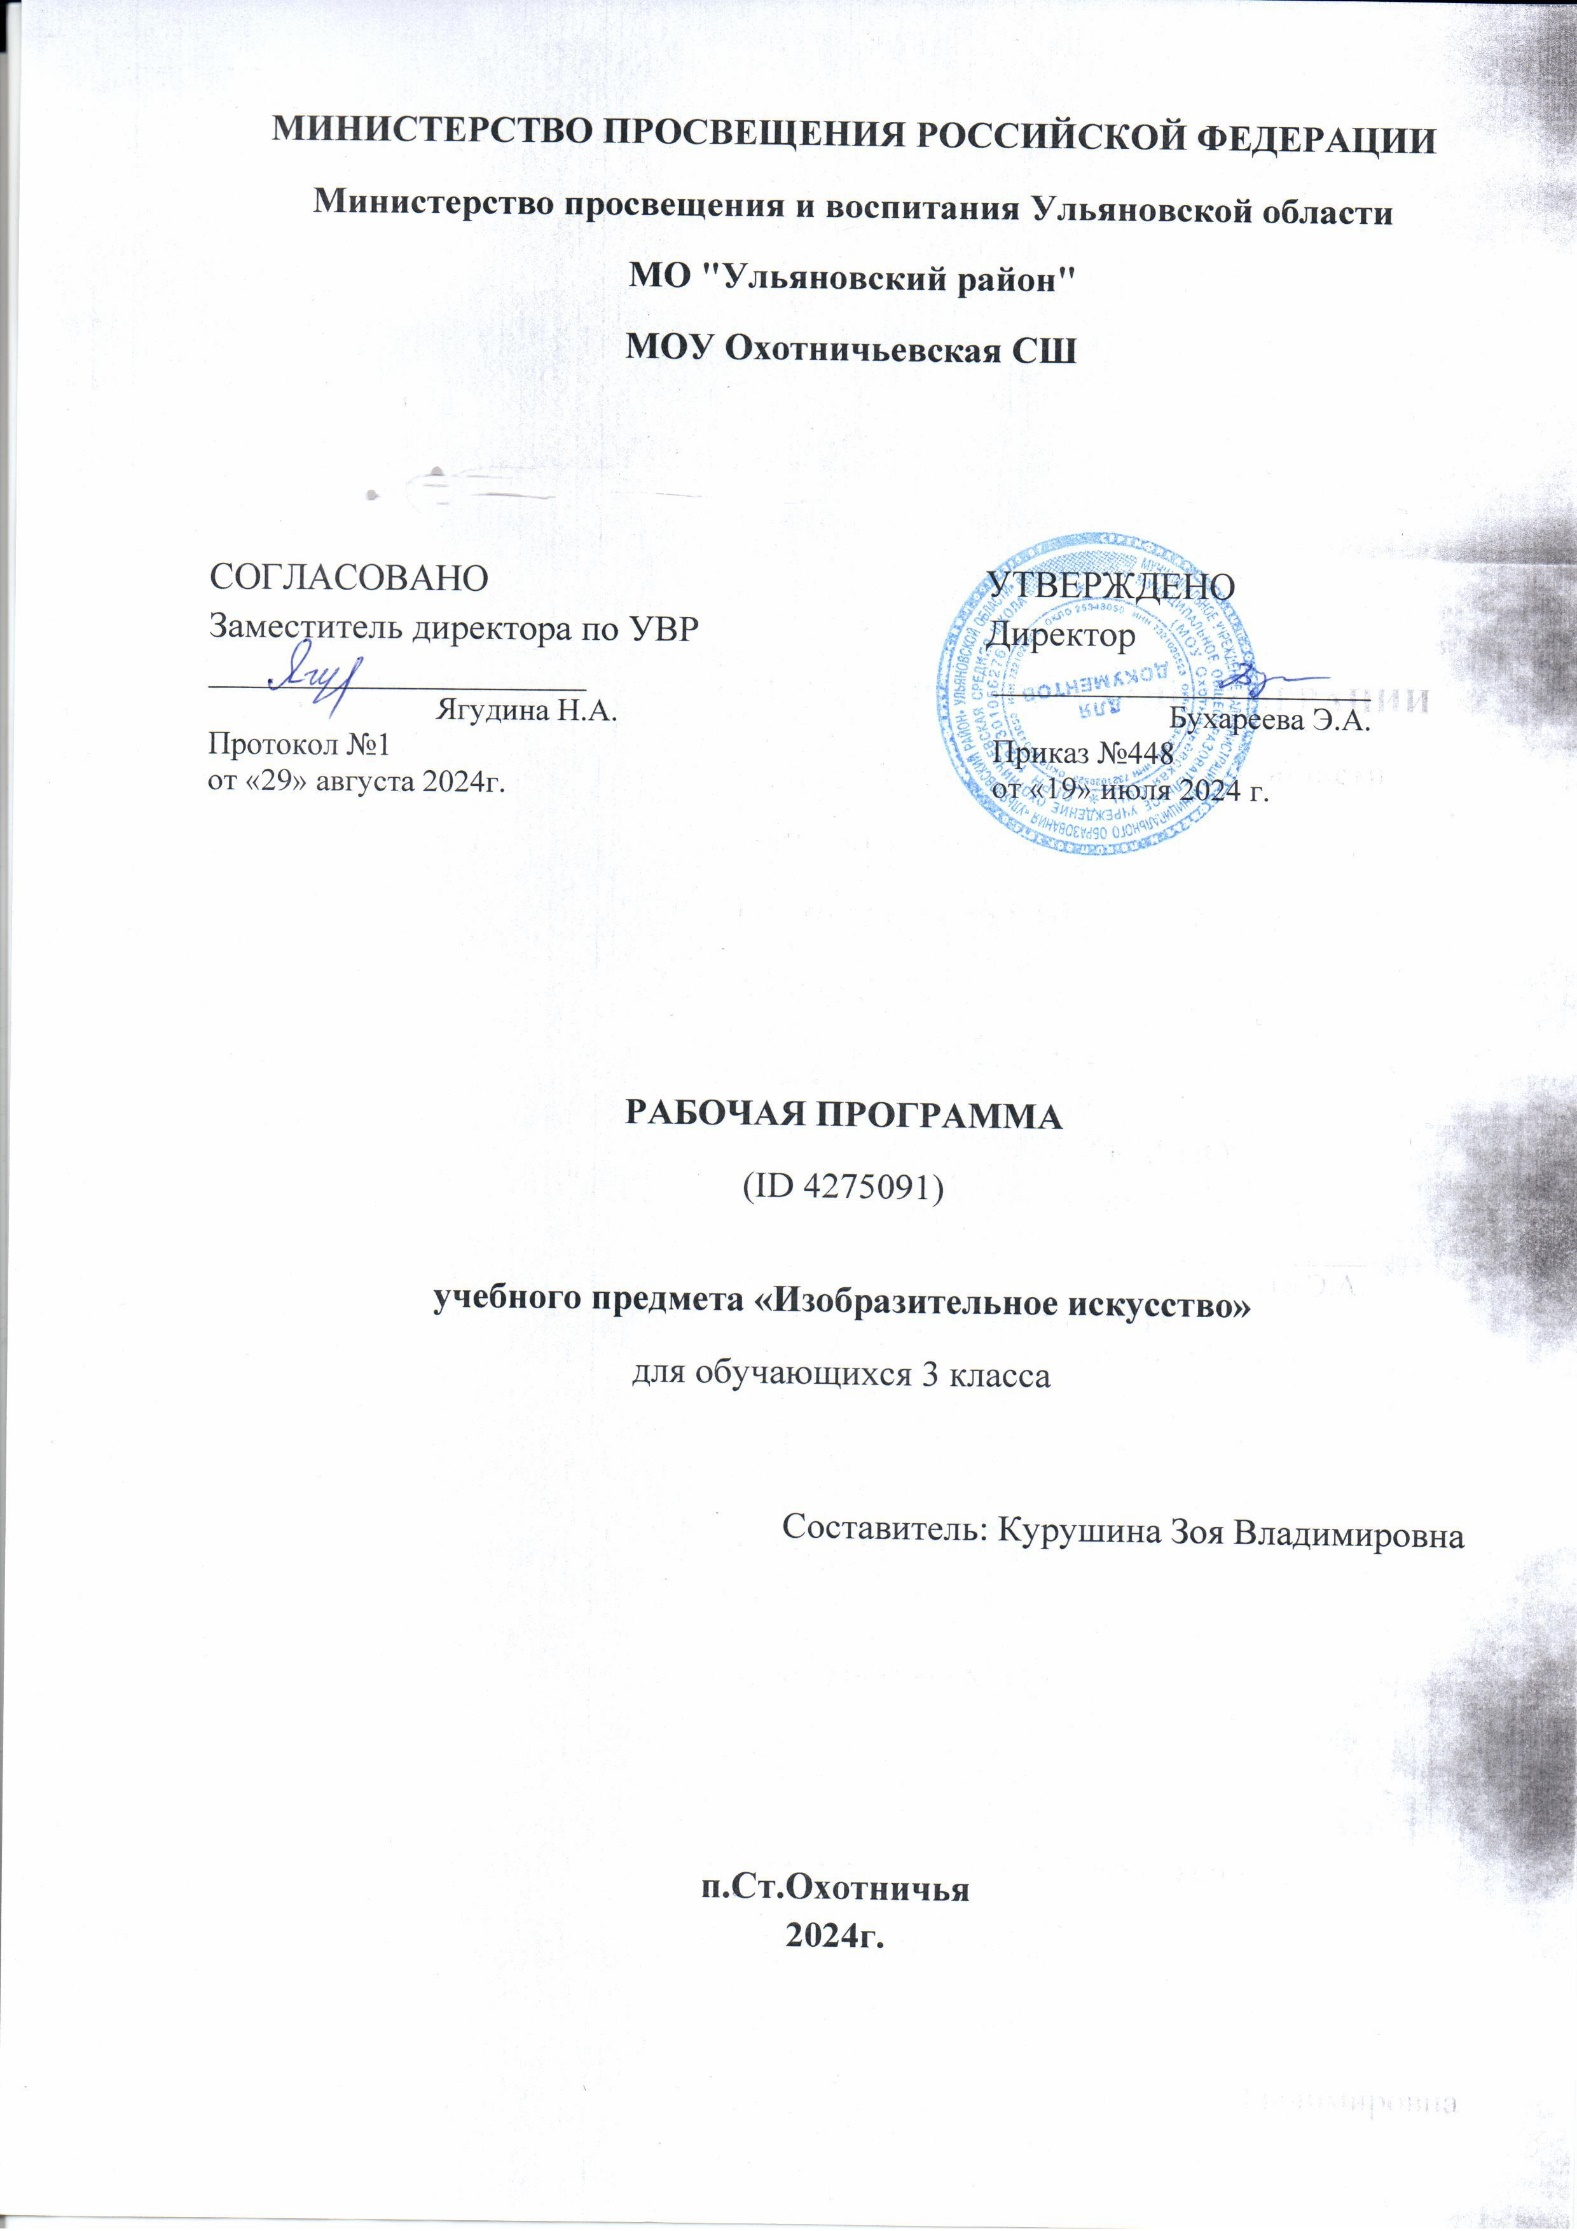 МИНИСТЕРСТВО ПРОСВЕЩЕНИЯ РОССИЙСКОЙ ФЕДЕРАЦИИ
Министерство просвещения и воспитания Ульяновской области
МО "Ульяновский район"
МОУ Охотничьевская СШ
СОГЛАСОВАНО
Заместитель директора по УВР
Ягудина Н.А.
Протокол №1
от «29» августа 2024г.
УТВЕРЖДЕНО
Директор
Бухареева Э.А.
Приказ №448
от «19» июля 2024 г.
ДЛЯ
ДОКУМЕНТОВ
РАБОЧАЯ ПРОГРАММА
(ID 4275091)
учебного предмета «Изобразительное искусство»
для обучающихся 3 класса
Составитель: Курушина Зоя Владимировна
п.Ст.Охотничья
2024г.